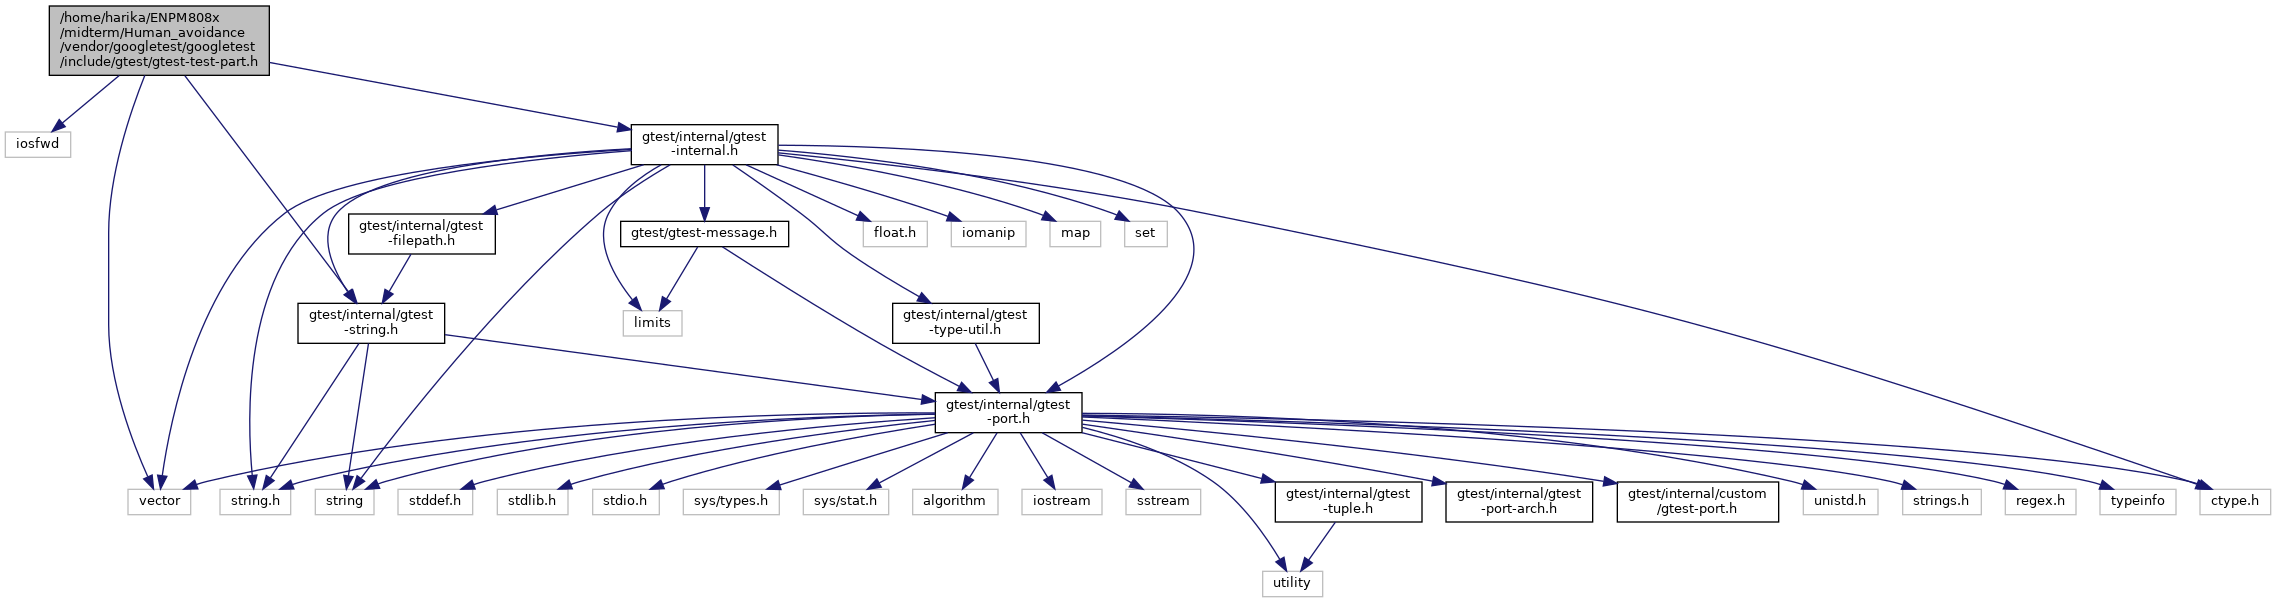 /home/harika/ENPM808x
/midterm/Human_avoidance
/vendor/googletest/googletest
/include/gtest/gtest-test-part.h
iosfwd
gtest/internal/gtest
-internal.h
gtest/internal/gtest
-filepath.h
gtest/gtest-message.h
float.h
iomanip
map
set
gtest/internal/gtest
-string.h
limits
gtest/internal/gtest
-type-util.h
gtest/internal/gtest
-port.h
vector
string.h
string
stddef.h
stdlib.h
stdio.h
sys/types.h
sys/stat.h
algorithm
iostream
sstream
gtest/internal/gtest
-tuple.h
gtest/internal/gtest
-port-arch.h
gtest/internal/custom
/gtest-port.h
unistd.h
strings.h
regex.h
typeinfo
ctype.h
utility